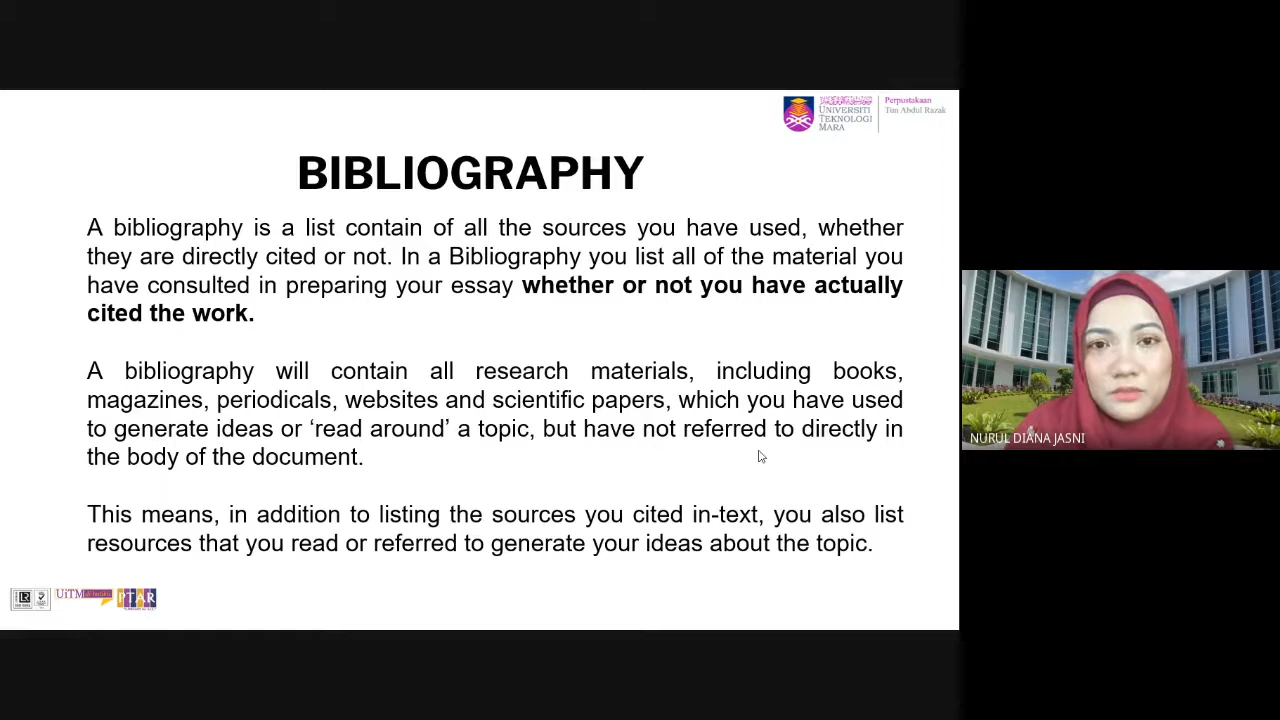 UNIVERSITI
TEKNOLOGI
MARA
Perpustakaan
Tun Abdul Razak
BIBLIOGRAPHY
A bibliography is a list contain of all the sources you have used, whether
they are directly cited or not. In a Bibliography you list all of the material you
have consulted in preparing your essay whether or not you have actually
cited the work.
A bibliography will contain all research materials, including books,
magazines, periodicals, websites and scientific papers, which you have used
to generate ideas or ‘read around’ a topic, but have not referred to directly in
the body of the document.
This means, in addition to listing the sources you cited in-text, you also list
resources that you read or referred to generate your ideas about the topic.
UiTM
PTAR
NURUL DIANA JASNI